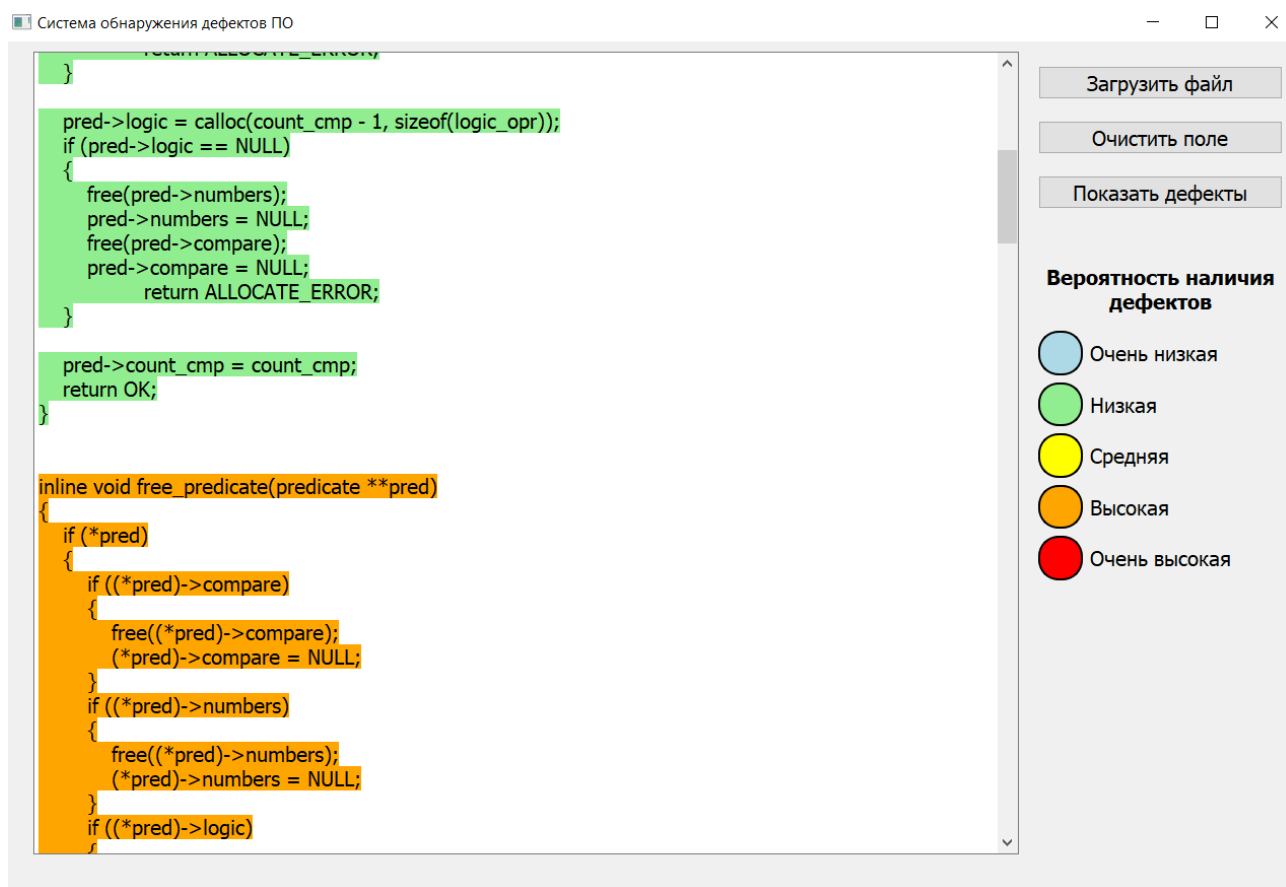 Система обнаружения дефектов ПО
return ALLOCATE_ERROR;
}
pred->logic = calloc(count_cmp - 1, sizeof(logic_opr));
if (pred->logic == NULL)
{
free(pred->numbers);
pred->numbers = NULL;
free(pred->compare);
pred->compare = NULL;
return ALLOCATE_ERROR;
}
pred->count_cmp = count_cmp;
return OK;
}
inline void free_predicate(predicate **pred)
{
if (*pred)
{
if ((*pred)->compare)
{
free((*pred)->compare);
(*pred)->compare = NULL;
}
if ((*pred)->numbers)
{
free((*pred)->numbers);
(*pred)->numbers = NULL;
}
if ((*pred)->logic)
{
Загрузить файл
Очистить поле
Показать дефекты
Вероятность наличия
дефектов
Очень низкая
Низкая
Средняя
Высокая
Очень высокая